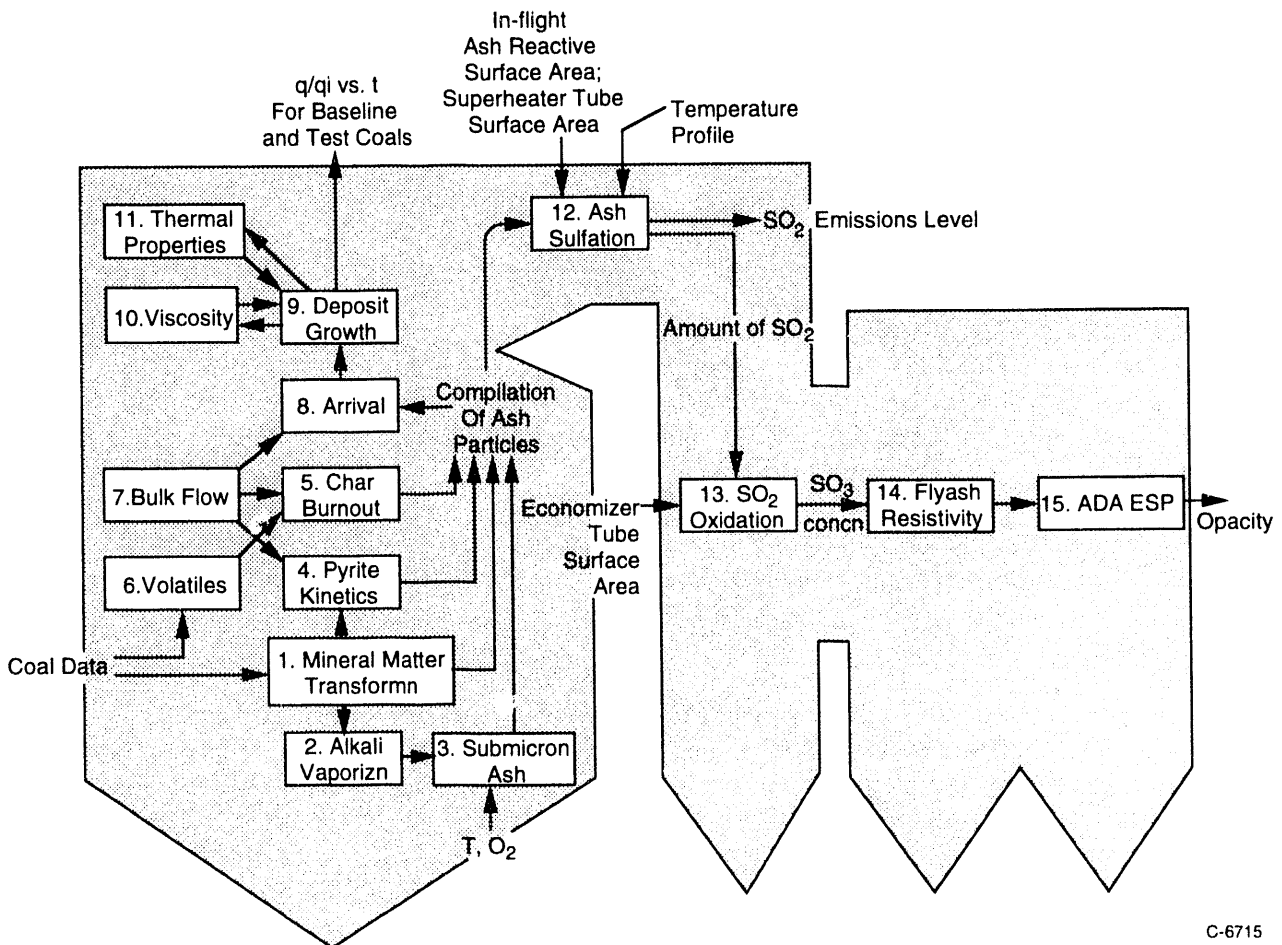 In-flight
Ash Reactive
Surface Area;
Superheater Tube
Surface Area
q/qi vs. t
For Baseline
and Test Coals
Temperature
Profile
11. Thermal
Properties
12. Ash
Sulfation
SO₂ Emissions Level
10.Viscosity
9. Deposit
Growth
Amount of SO₂
8. Arrival
Compilation
Of Ash
Particles
7.Bulk Flow
5. Char
Burnout
Economizer
Tube
Surface
Area
13. SO₂
Oxidation
SO₃
concn
14. Flyash
Resistivity
15. ADA ESP
Opacity
6.Volatiles
4. Pyrite
Kinetics
Coal Data
1. Mineral Matter
Transformn
2. Alkali
Vaporizn
3. Submicron
Ash
T, O₂
C-6715